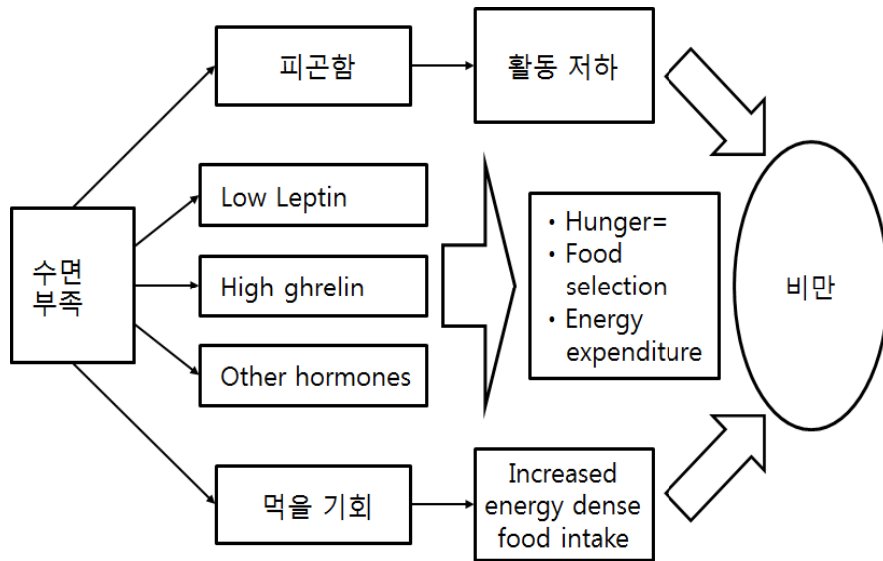 피곤함
활동 저하
수면
부족
Low Leptin
High ghrelin
Other hormones
• Hunger=
• Food
selection
• Energy
expenditure
비만
먹을 기회
Increased
energy dense
food intake